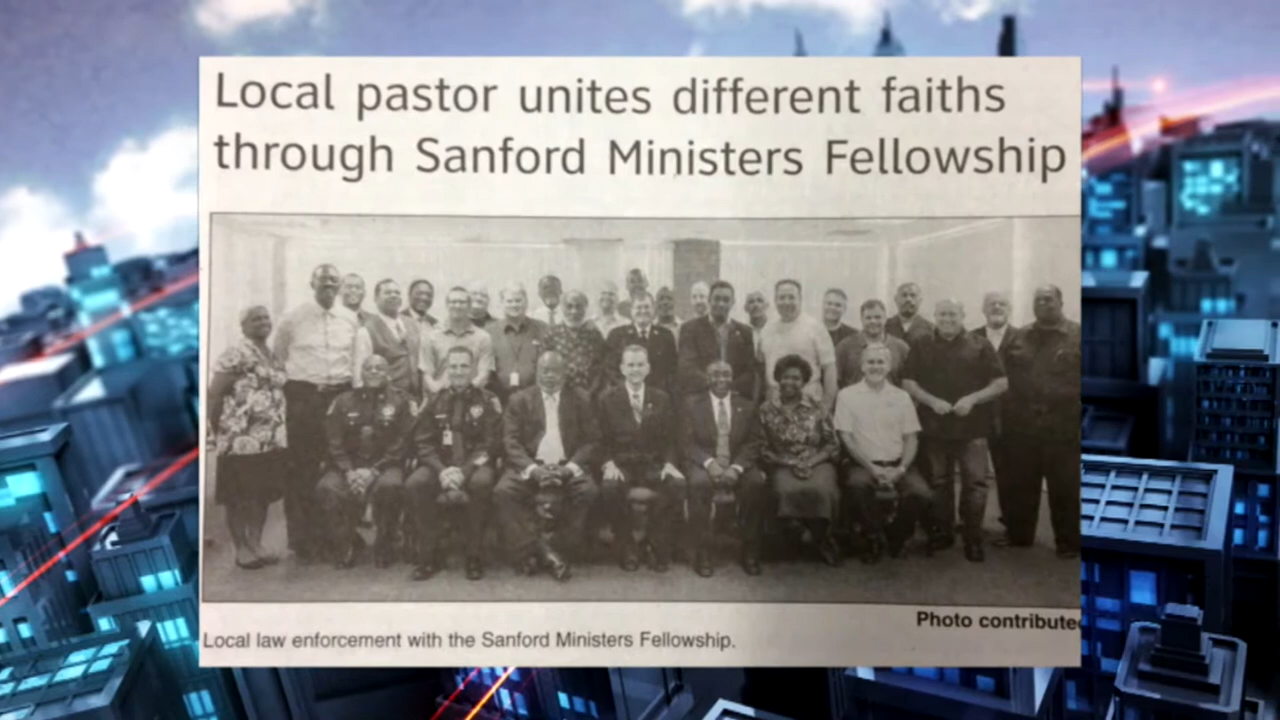 Local pastor unites different faiths
through Sanford Ministers Fellowship
Photo contribute
Local law enforcement with the Sanford Ministers Fellowship.